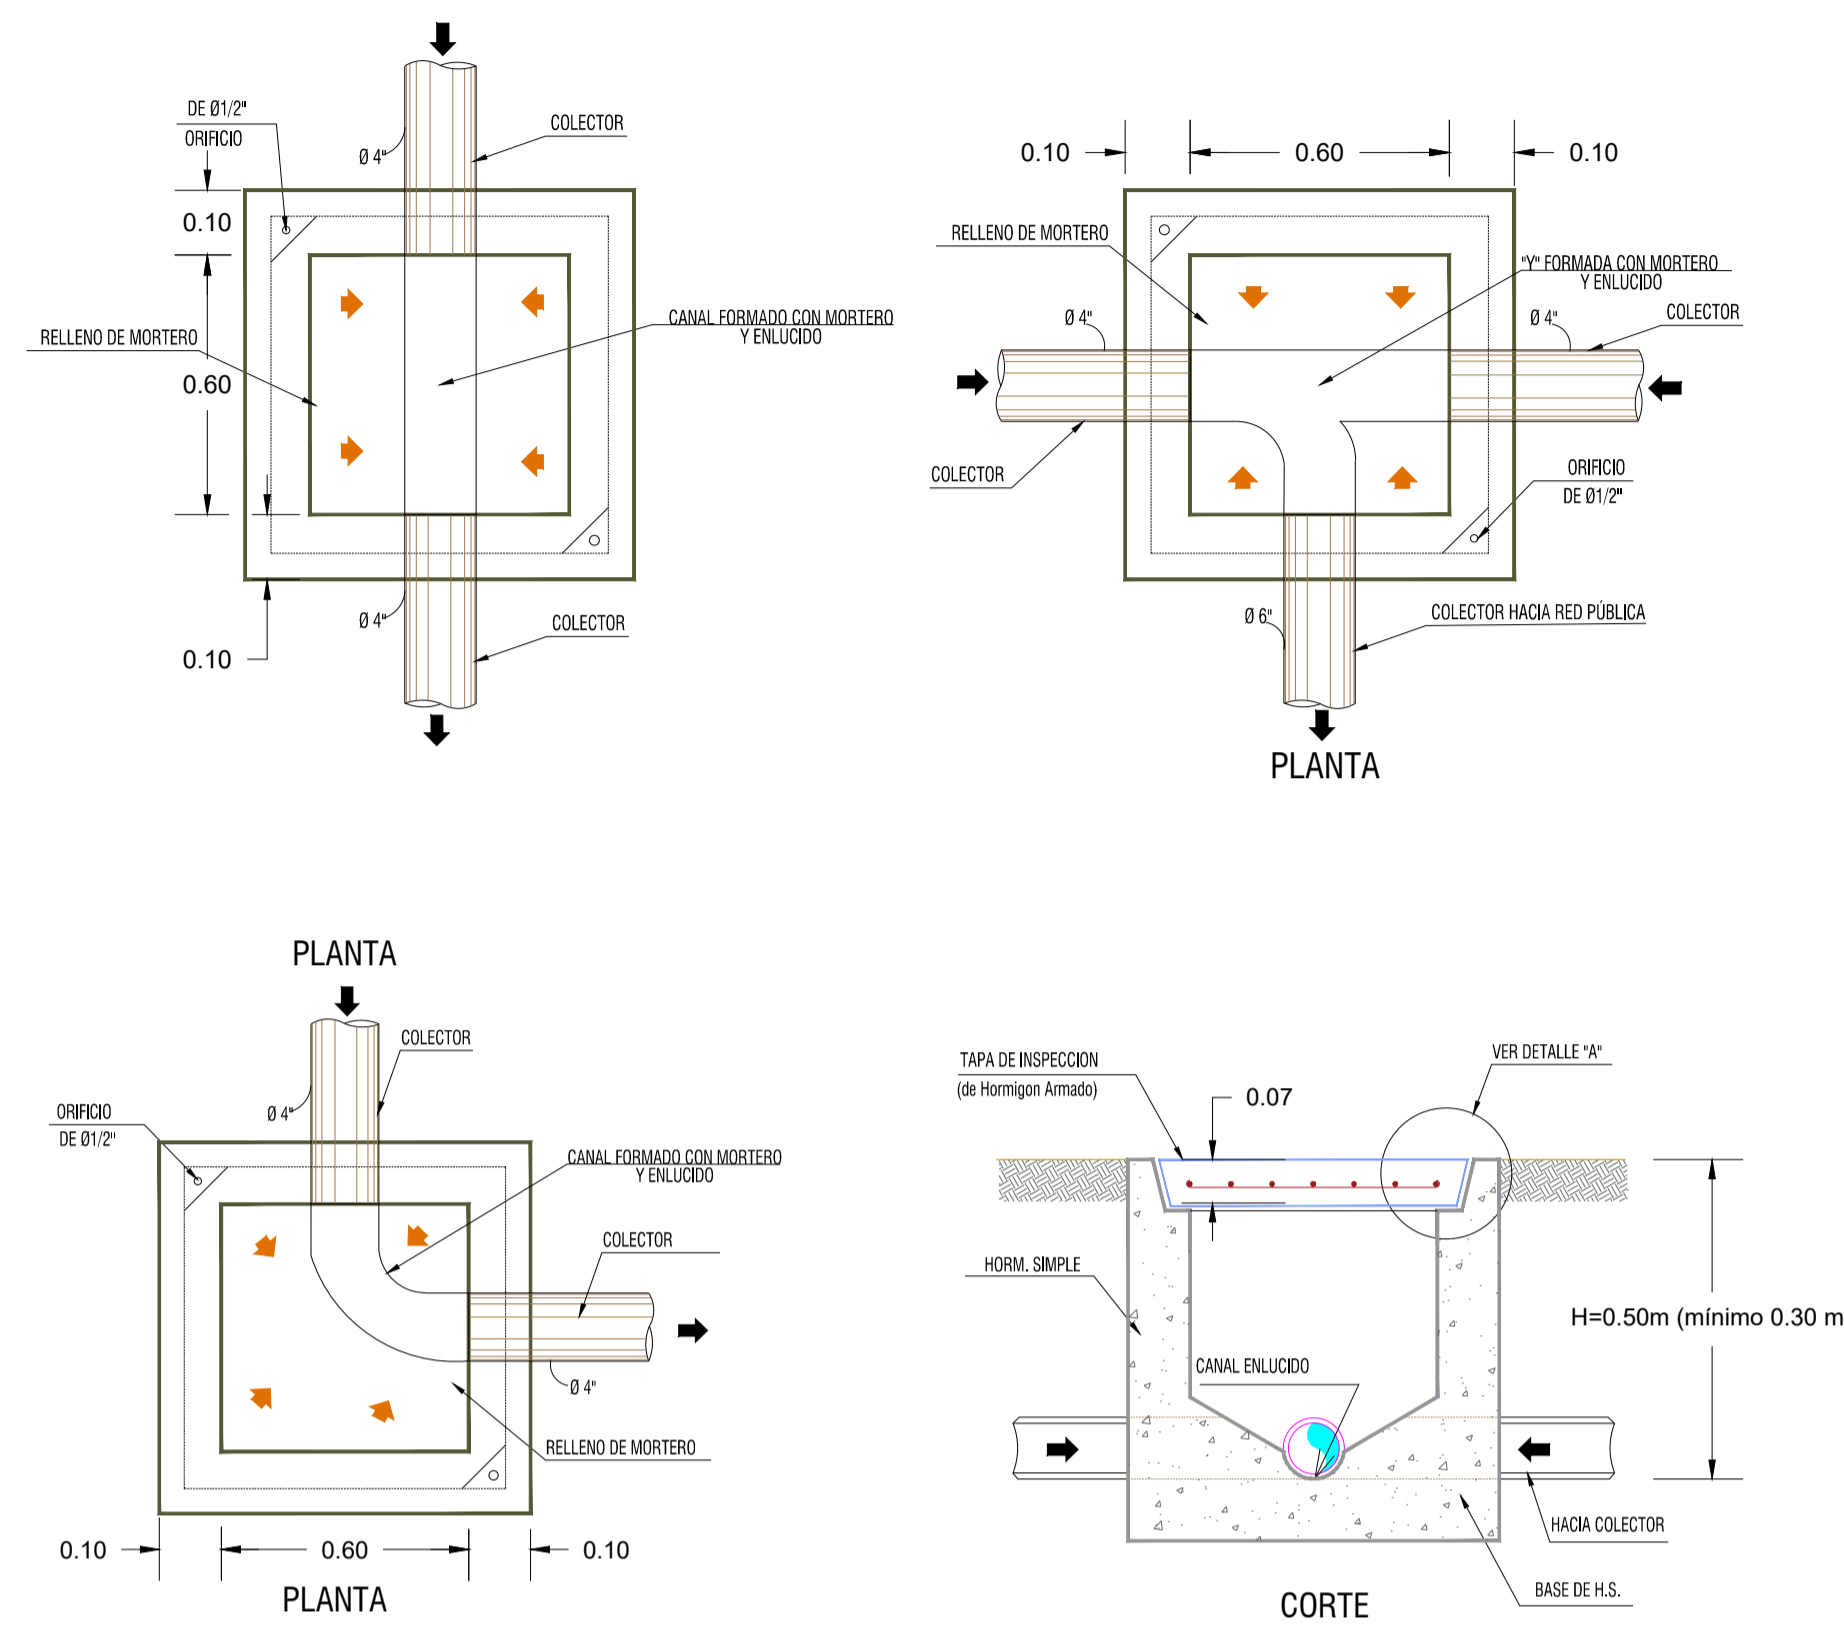 DE Ø1/2"
ORIFICIO
Ø 4"
COLECTOR
0.10
RELLENO DE MORTERO
0.60
CANAL FORMADO CON MORTERO
Y ENLUCIDO
Ø 4"
COLECTOR
0.10
0.10
0.60
0.10
RELLENO DE MORTERO
"Y" FORMADA CON MORTERO
Y ENLUCIDO
Ø 4"
Ø 4"
COLECTOR
COLECTOR
ORIFICIO
DE Ø1/2"
Ø 6"
COLECTOR HACIA RED PÚBLICA
PLANTA
PLANTA
COLECTOR
Ø 4"
ORIFICIO
DE Ø1/2"
CANAL FORMADO CON MORTERO
Y ENLUCIDO
COLECTOR
Ø 4"
RELLENO DE MORTERO
0.10
0.60
0.10
PLANTA
TAPA DE INSPECCION
(de Hormigon Armado)
0.07
VER DETALLE "A"
HORM. SIMPLE
H=0.50m (mínimo 0.30 m
CANAL ENLUCIDO
HACIA COLECTOR
BASE DE H.S.
CORTE